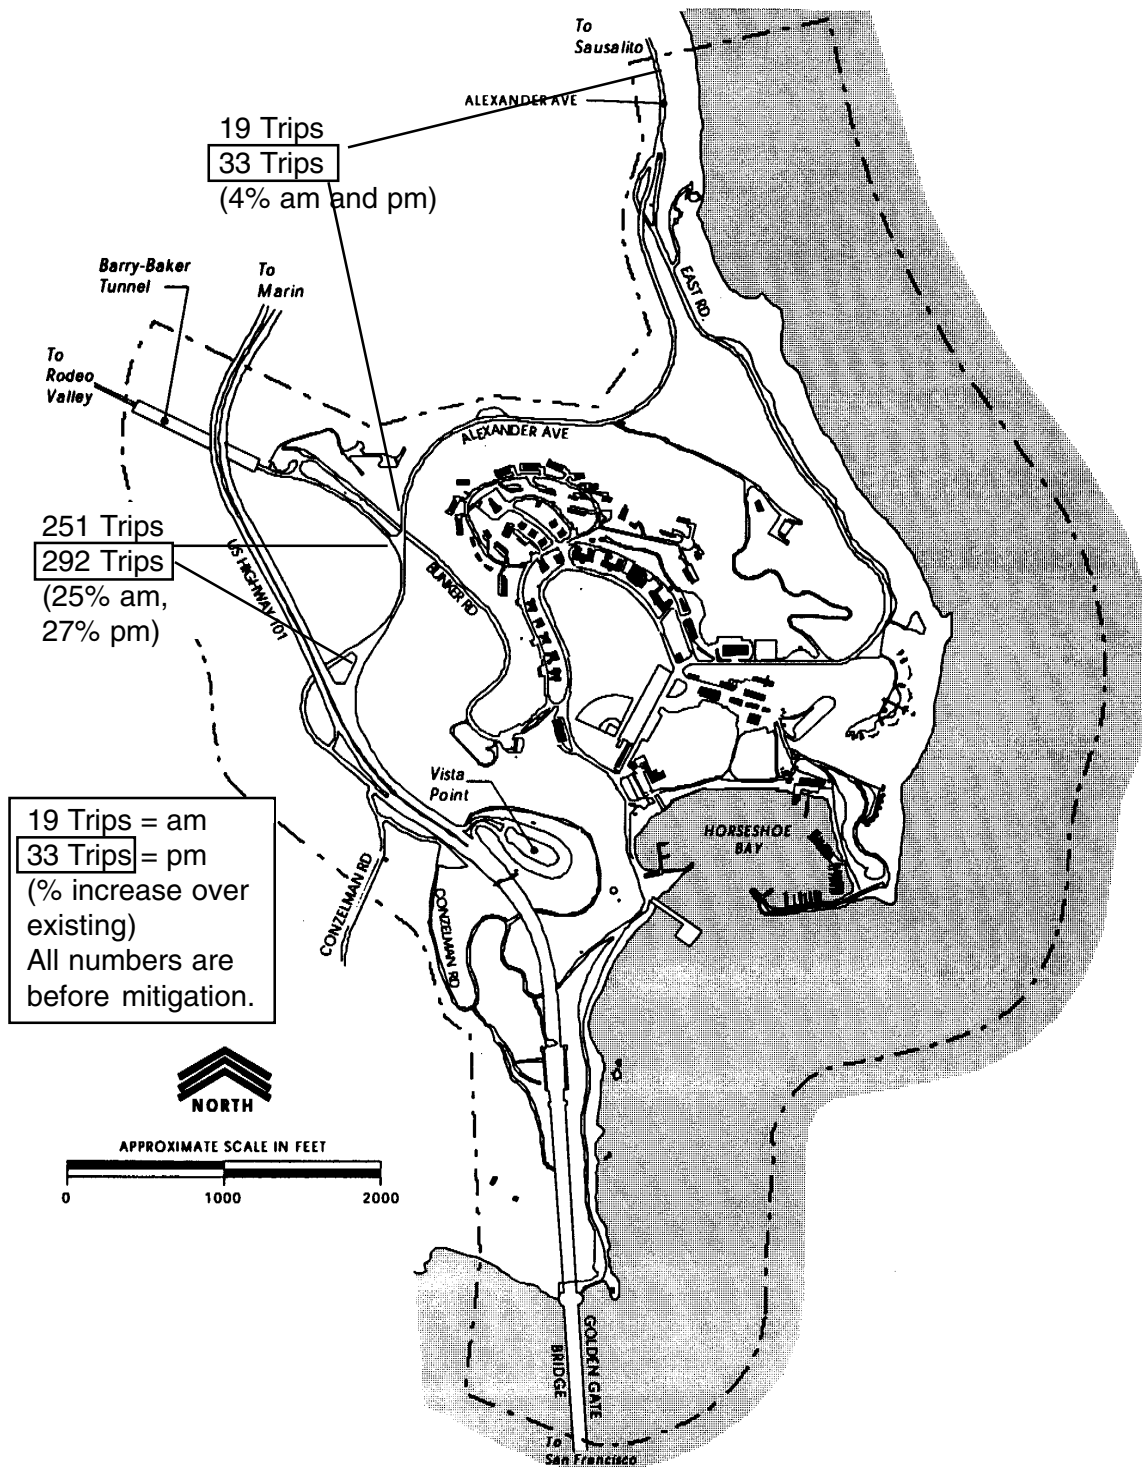 To
Sausalito
ALEXANDER AVE
19 Trips
33 Trips
(4% am and pm)
Barry-Baker
Tunnel
To
Marin
To
Rodeo
Valley
EAST RD.
ALEXANDER AVE
251 Trips
292 Trips
(25% am,
27% pm)
US HIGHWAY 101
BUNKER RD
Vista
Point
HORSESHOE
BAY
19 Trips = am
33 Trips = pm
(% increase over
existing)
All numbers are
before mitigation.
CONZELMAN RD
CONZELMAN RD
NORTH
APPROXIMATE SCALE IN FEET
0 1000 2000
GOLDEN GATE
BRIDGE
To
San Francisco